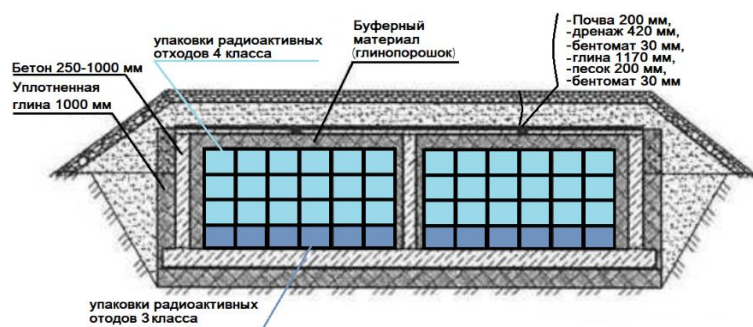 упаковки радиоактивных
отходов 4 класса
Буферный
материал
(глинопорошок)
-Почва 200 мм,
-дренаж 420 мм,
-бентомат 30 мм,
-глина 1170 мм,
-песок 200 мм,
-бентомат 30 мм
Бетон 250-1000 мм
Уплотненная
глина 1000 мм
упаковки радиоактивных
отодов 3 класса